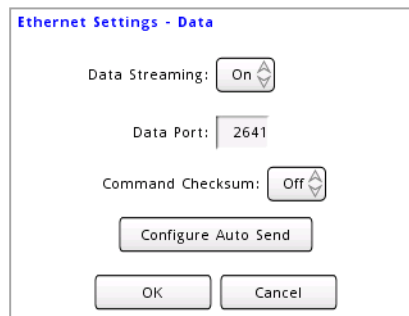 Ethernet Settings - Data
Data Streaming: On
Data Port: 2641
Command Checksum: Off
Configure Auto Send
OK Cancel